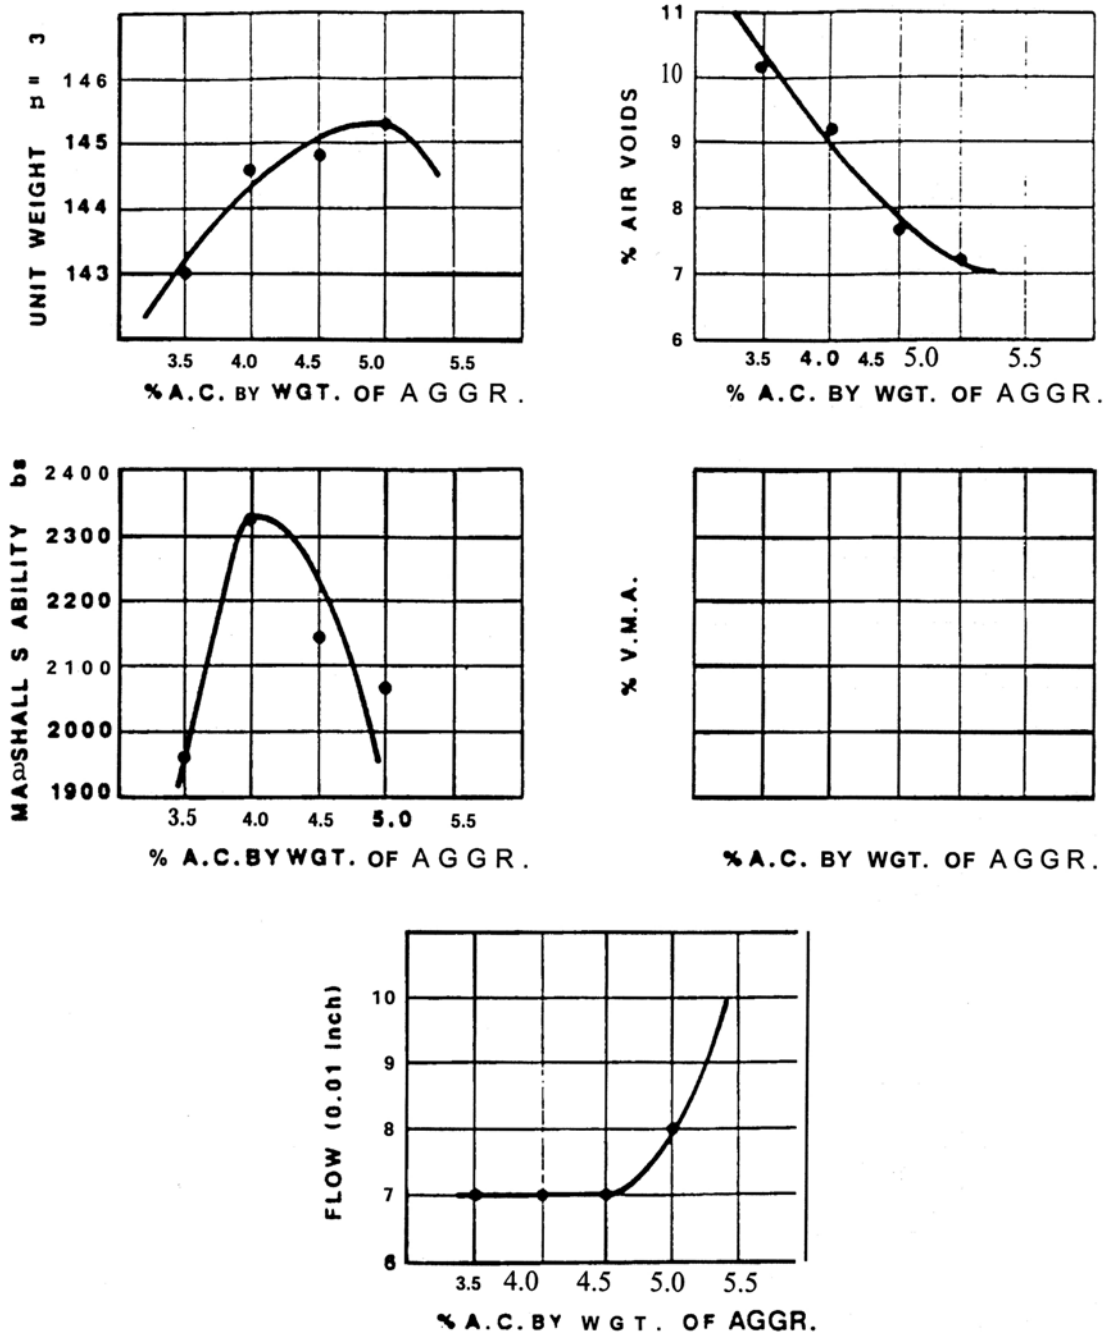 UNIT WEIGHT p" 3
146
145
144
143
3.5 4.0 4.5 5.0 5.5
% A.C. BY WGT. OF AGGR.
% AIR VOIDS
11
10
9
8
7
6
3.5 4.0 4.5 5.0 5.5
% A.C. BY WGT. OF AGGR.
MARSHALL S ABILITY bs
2400
2300
2200
2100
2000
1900
3.5 4.0 4.5 5.0 5.5
% A.C. BY WGT. OF AGGR.
% V.M.A.
% A.C. BY WGT. OF AGGR.
FLOW (0.01 Inch)
10
9
8
7
6
3.5 4.0 4.5 5.0 5.5
% A.C. BY WGT. OF AGGR.